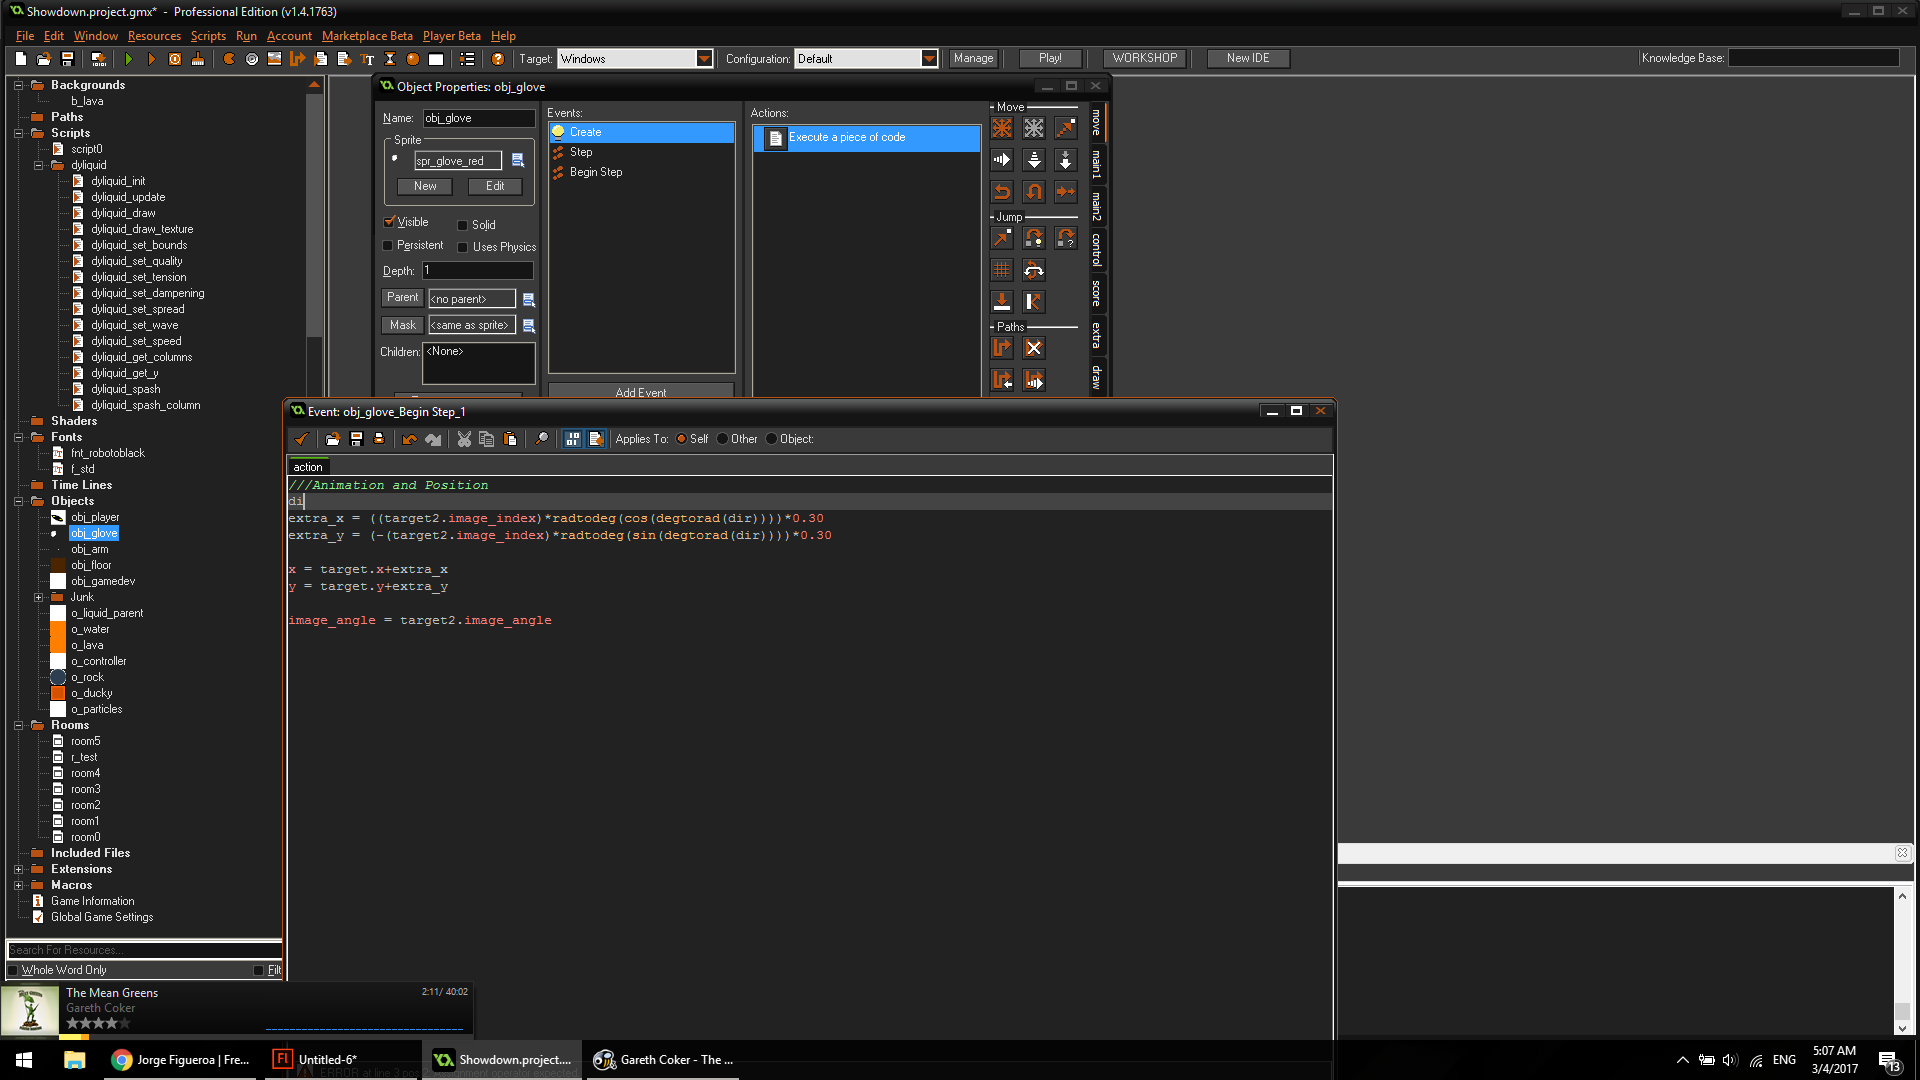 Showdown.project.gmx* - Professional Edition (v1.4.1763)
File Edit Window Resources Scripts Run Account Marketplace Beta Player Beta Help
Target: Windows Configuration: Default Manage Play! WORKSHOP New IDE Knowledge Base:
Backgrounds
b_lava
Paths
Scripts
script0
dyliquid
dyliquid_init
dyliquid_update
dyliquid_draw
dyliquid_draw_texture
dyliquid_set_bounds
dyliquid_set_quality
dyliquid_set_tension
dyliquid_set_dampening
dyliquid_set_spread
dyliquid_set_wave
dyliquid_set_speed
dyliquid_get_columns
dyliquid_get_y
dyliquid_spash
dyliquid_spash_column
Shaders
Fonts
fnt_robotoblack
f_std
Time Lines
Objects
obj_player
obj_glove
obj_arm
obj_floor
obj_gamedev
Junk
o_liquid_parent
o_water
o_lava
o_controller
o_rock
o_ducky
o_particles
Rooms
room5
r_test
room4
room3
room2
room1
room0
Included Files
Extensions
Macros
Game Information
Global Game Settings
Search For Resources...
Whole Word Only Filt
Object Properties: obj_glove
Name: obj_glove
Sprite
spr_glove_red
New Edit
Visible Solid
Persistent Uses Physics
Depth: 1
Parent <no parent>
Mask <same as sprite>
Children: <None>
Events:
Create
Step
Begin Step
Add Event
Actions:
Execute a piece of code
Move
Jump
Paths
move
main1
main2
control
score
extra
draw
Event: obj_glove_Begin Step_1
Applies To: Self Other Object:
action
///Animation and Position
di
extra_x = ((target2.image_index)*radtodeg(cos(degtorad(dir))))*0.30
extra_y = (-(target2.image_index)*radtodeg(sin(degtorad(dir))))*0.30
x = target.x+extra_x
y = target.y+extra_y
image_angle = target2.image_angle
The Mean Greens 2:11/ 40:02
Gareth Coker
Jorge Figueroa | Fre... Untitled-6* Showdown.project.... Gareth Coker - The ...
ERROR at line 3 pos 2: Assignment operator expected
ENG
5:07 AM
3/4/2017
13